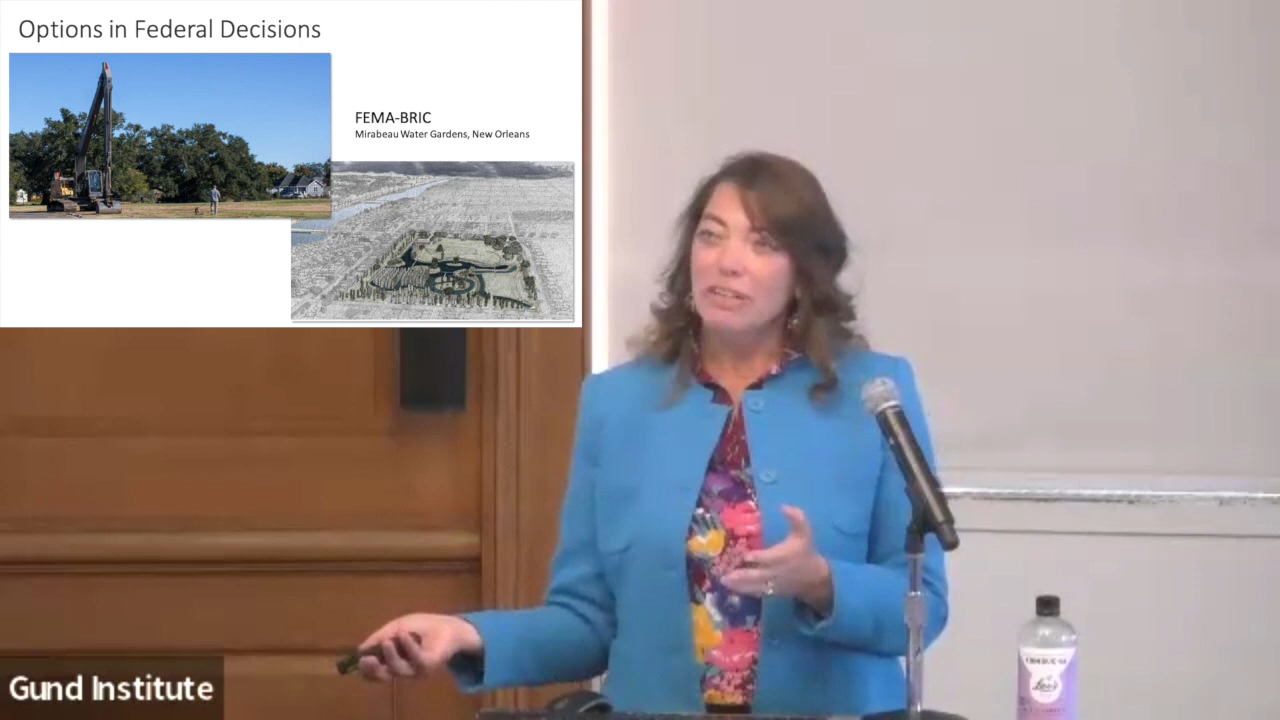 Options in Federal Decisions
FEMA-BRIC
Mirabeau Water Gardens, New Orleans
Gund Institute